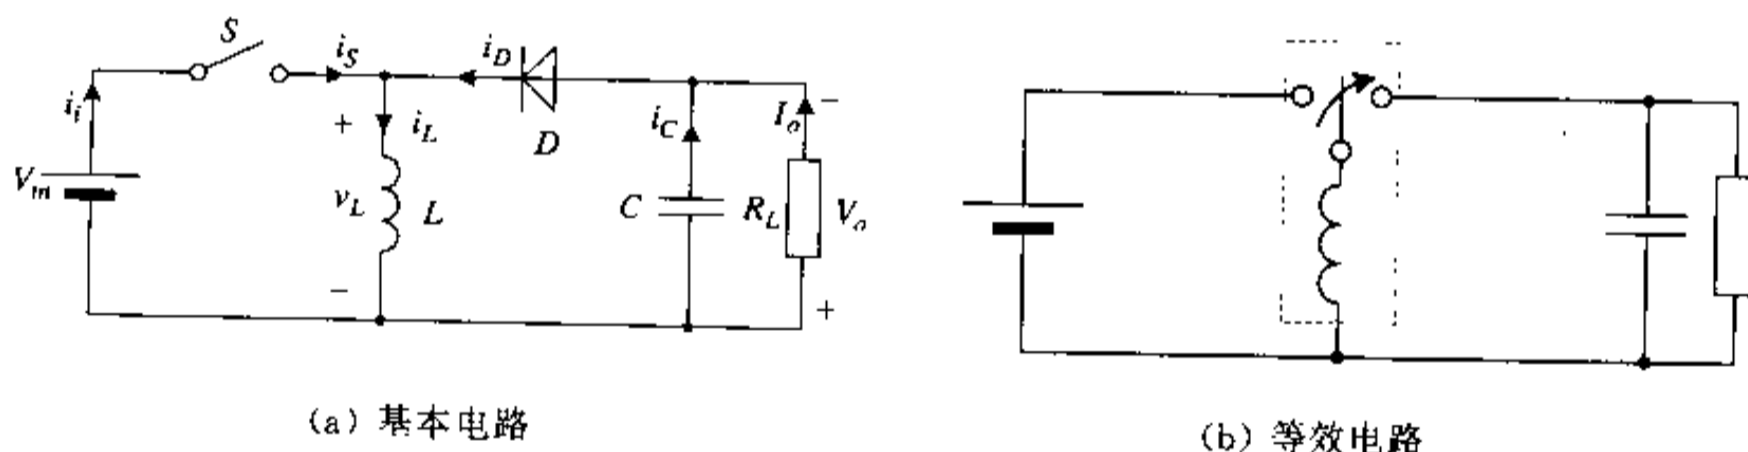 S
i_S
i_D
i_i
+
i_L
D
i_C
I_o
−
V_in
v_L
L
C
R_L
V_o
−
+
(a) 基本电路
(b) 等效电路